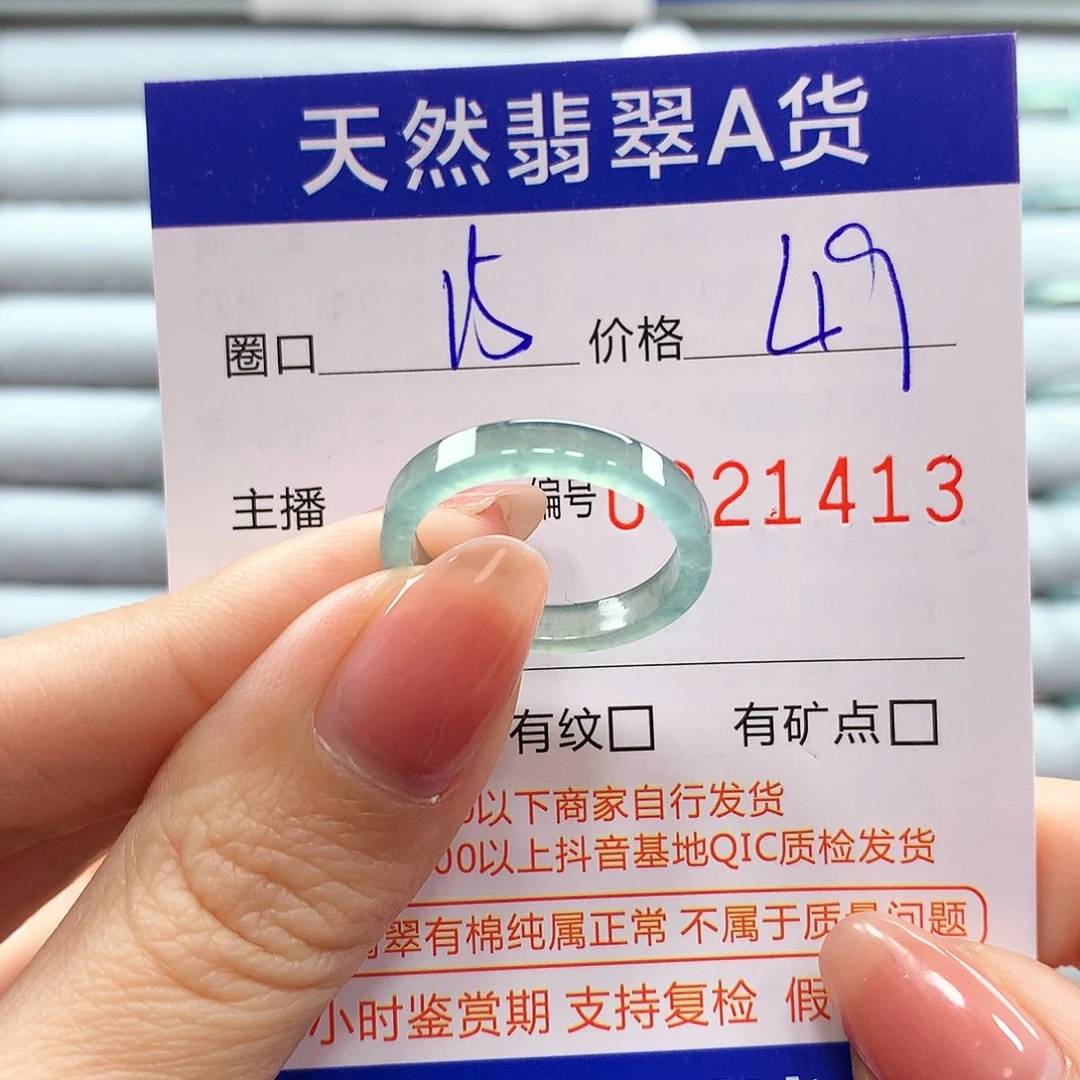 天然翡翠A货
圈口 15 价格 49
主播 编号 21413
有纹□ 有矿点□
以下商家自行发货
00以上抖音基地QIC质检发货
翠有棉纯属正常 不属于质量问题
小时鉴赏期 支持复检 假